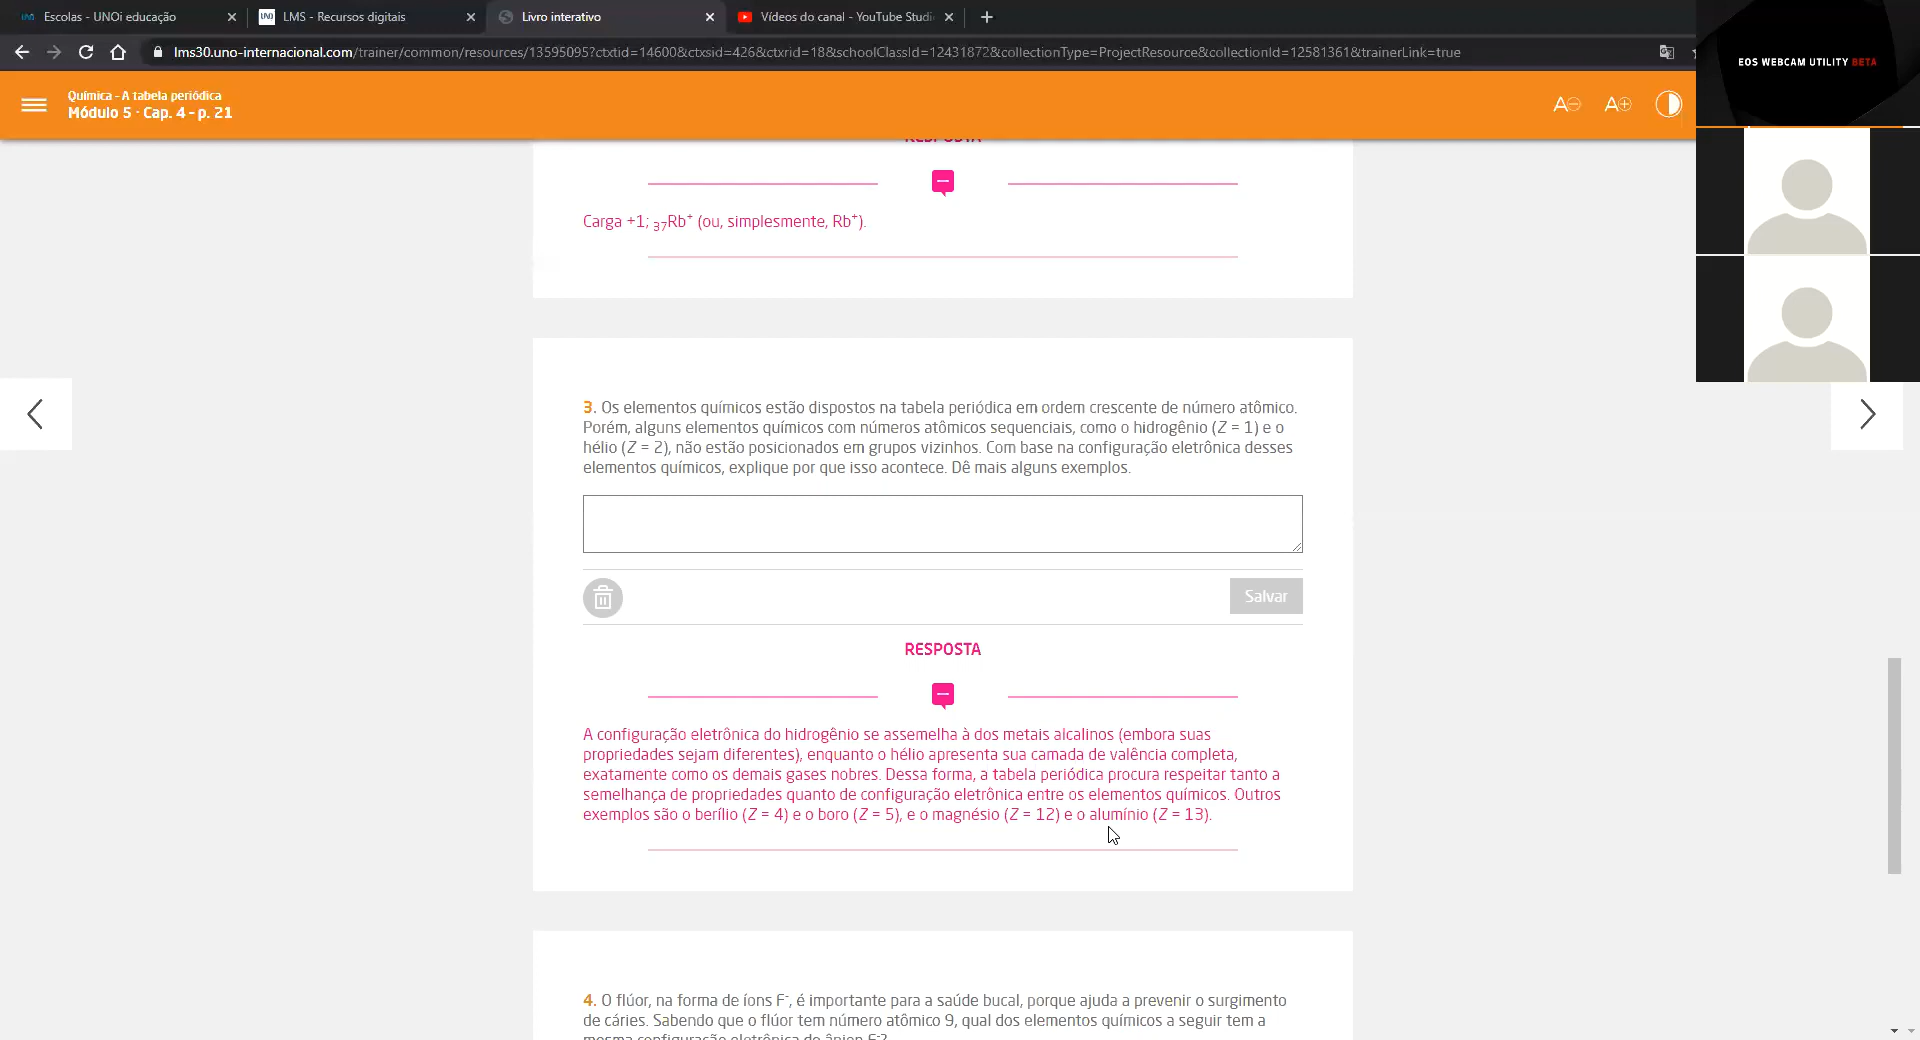 Escolas - UNOi educação
LMS - Recursos digitais
Livro interativo
Vídeos do canal - YouTube Studi
lms30.uno-internacional.com/trainer/common/resources/13595095?ctxtid=14600&ctxsid=426&ctxrid=18&schoolClassId=12431872&collectionType=ProjectResource&collectionId=12581361&trainerLink=true
EOS WEBCAM UTILITY BETA
Química - A tabela periódica
Módulo 5 · Cap. 4 - p. 21
RESPOSTA
Carga +1; ₃₇Rb⁺ (ou, simplesmente, Rb⁺).
3. Os elementos químicos estão dispostos na tabela periódica em ordem crescente de número atômico.
Porém, alguns elementos químicos com números atômicos sequenciais, como o hidrogênio (Z = 1) e o
hélio (Z = 2), não estão posicionados em grupos vizinhos. Com base na configuração eletrônica desses
elementos químicos, explique por que isso acontece. Dê mais alguns exemplos.
Salvar
RESPOSTA
A configuração eletrônica do hidrogênio se assemelha à dos metais alcalinos (embora suas
propriedades sejam diferentes), enquanto o hélio apresenta sua camada de valência completa,
exatamente como os demais gases nobres. Dessa forma, a tabela periódica procura respeitar tanto a
semelhança de propriedades quanto de configuração eletrônica entre os elementos químicos. Outros
exemplos são o berílio (Z = 4) e o boro (Z = 5), e o magnésio (Z = 12) e o alumínio (Z = 13).
4. O flúor, na forma de íons F⁻, é importante para a saúde bucal, porque ajuda a prevenir o surgimento
de cáries. Sabendo que o flúor tem número atômico 9, qual dos elementos químicos a seguir tem a
mesma configuração eletrônica do ânion F⁻?